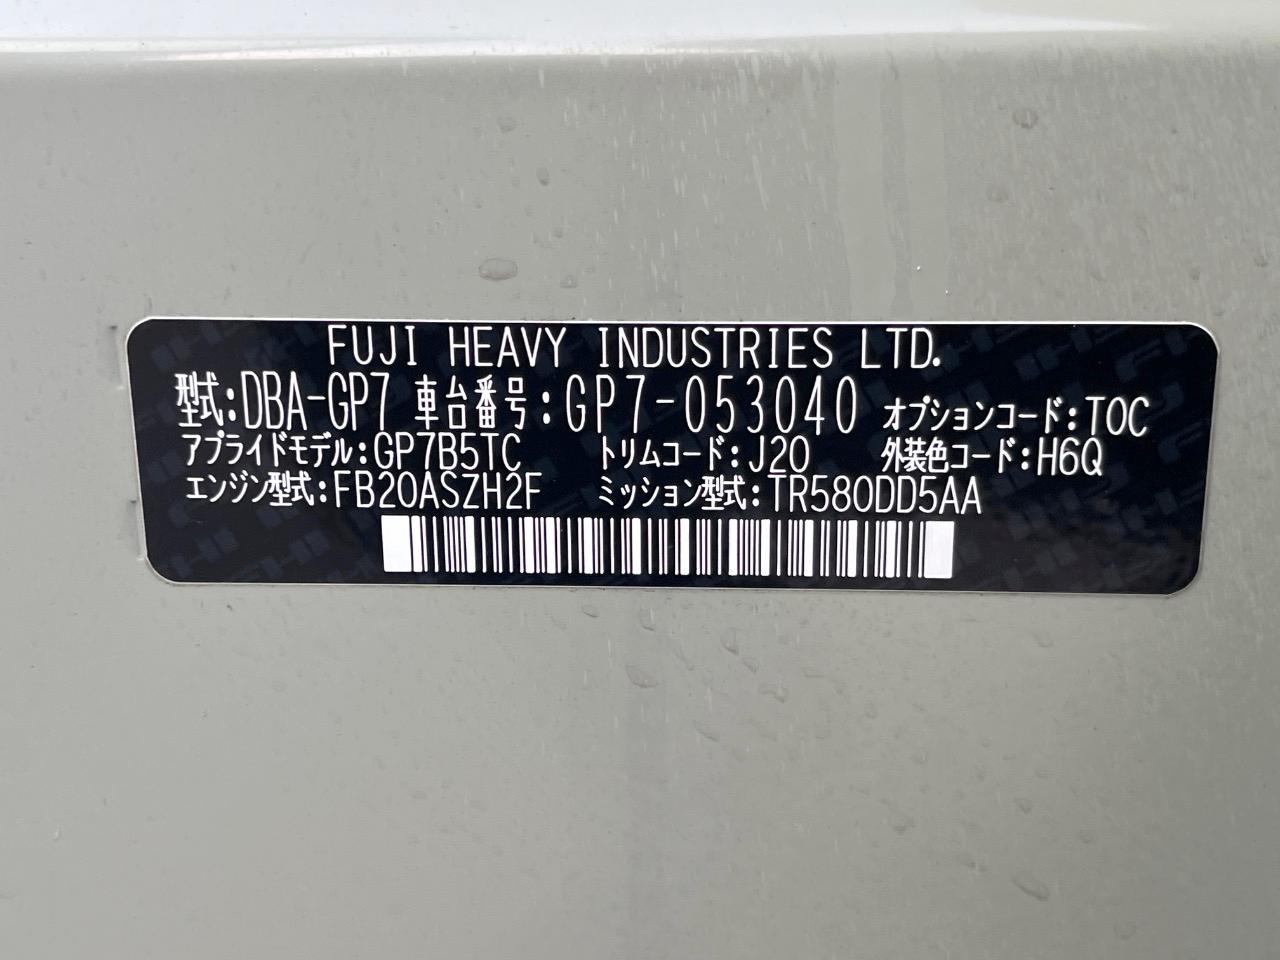 FUJI HEAVY INDUSTRIES LTD.
型式:DBA-GP7 車台番号:GP7-053040 オプションコード:TOC
アプライドモデル:GP7B5TC トリムコード:J20 外装色コード:H6Q
エンジン型式:FB20ASZH2F ミッション型式:TR580DD5AA